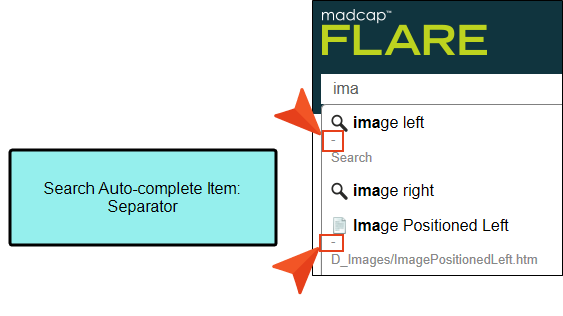 madcap™
FLARE
ima
image left
-
Search
image right
Image Positioned Left
-
D_Images/ImagePositionedLeft.htm
Search Auto-complete Item:
Separator